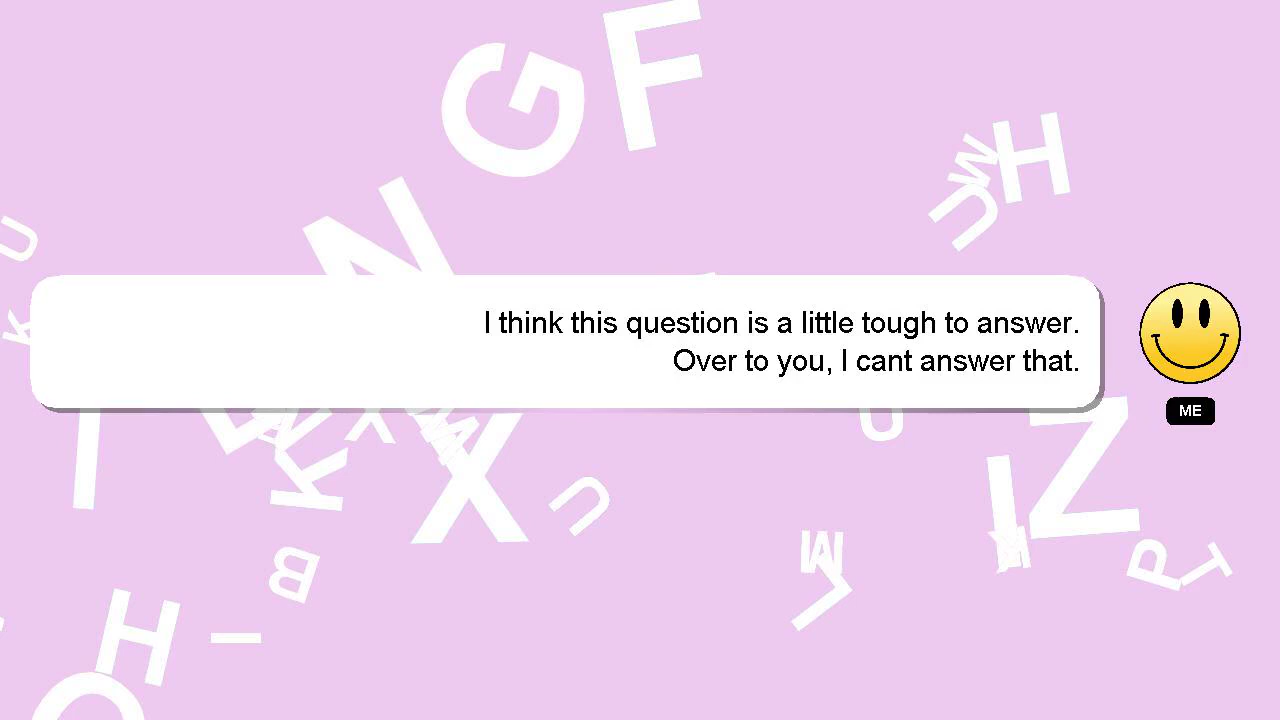 I think this question is a little tough to answer.
Over to you, I cant answer that.
ME